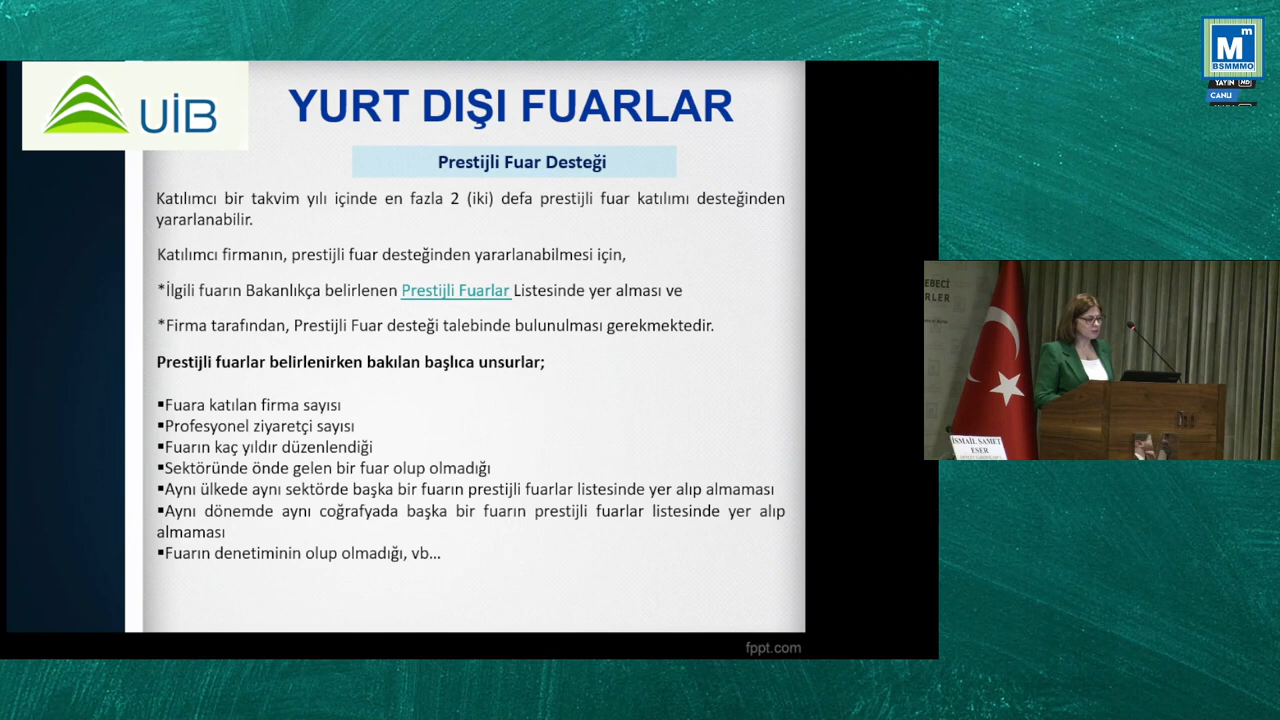 UİB
YURT DIŞI FUARLAR
Prestijli Fuar Desteği
Katılımcı bir takvim yılı içinde en fazla 2 (iki) defa prestijli fuar katılımı desteğinden
yararlanabilir.
Katılımcı firmanın, prestijli fuar desteğinden yararlanabilmesi için,
*İlgili fuarın Bakanlıkça belirlenen Prestijli Fuarlar Listesinde yer alması ve
*Firma tarafından, Prestijli Fuar desteği talebinde bulunulması gerekmektedir.
Prestijli fuarlar belirlenirken bakılan başlıca unsurlar;
▪Fuara katılan firma sayısı
▪Profesyonel ziyaretçi sayısı
▪Fuarın kaç yıldır düzenlendiği
▪Sektöründe önde gelen bir fuar olup olmadığı
▪Aynı ülkede aynı sektörde başka bir fuarın prestijli fuarlar listesinde yer alıp almaması
▪Aynı dönemde aynı coğrafyada başka bir fuarın prestijli fuarlar listesinde yer alıp
almaması
▪Fuarın denetiminin olup olmadığı, vb...
fppt.com
Mm
BSMMMO
YAYIN HD
CANLI
EBECİ
RLER
İSMAİL SAMET
ESER